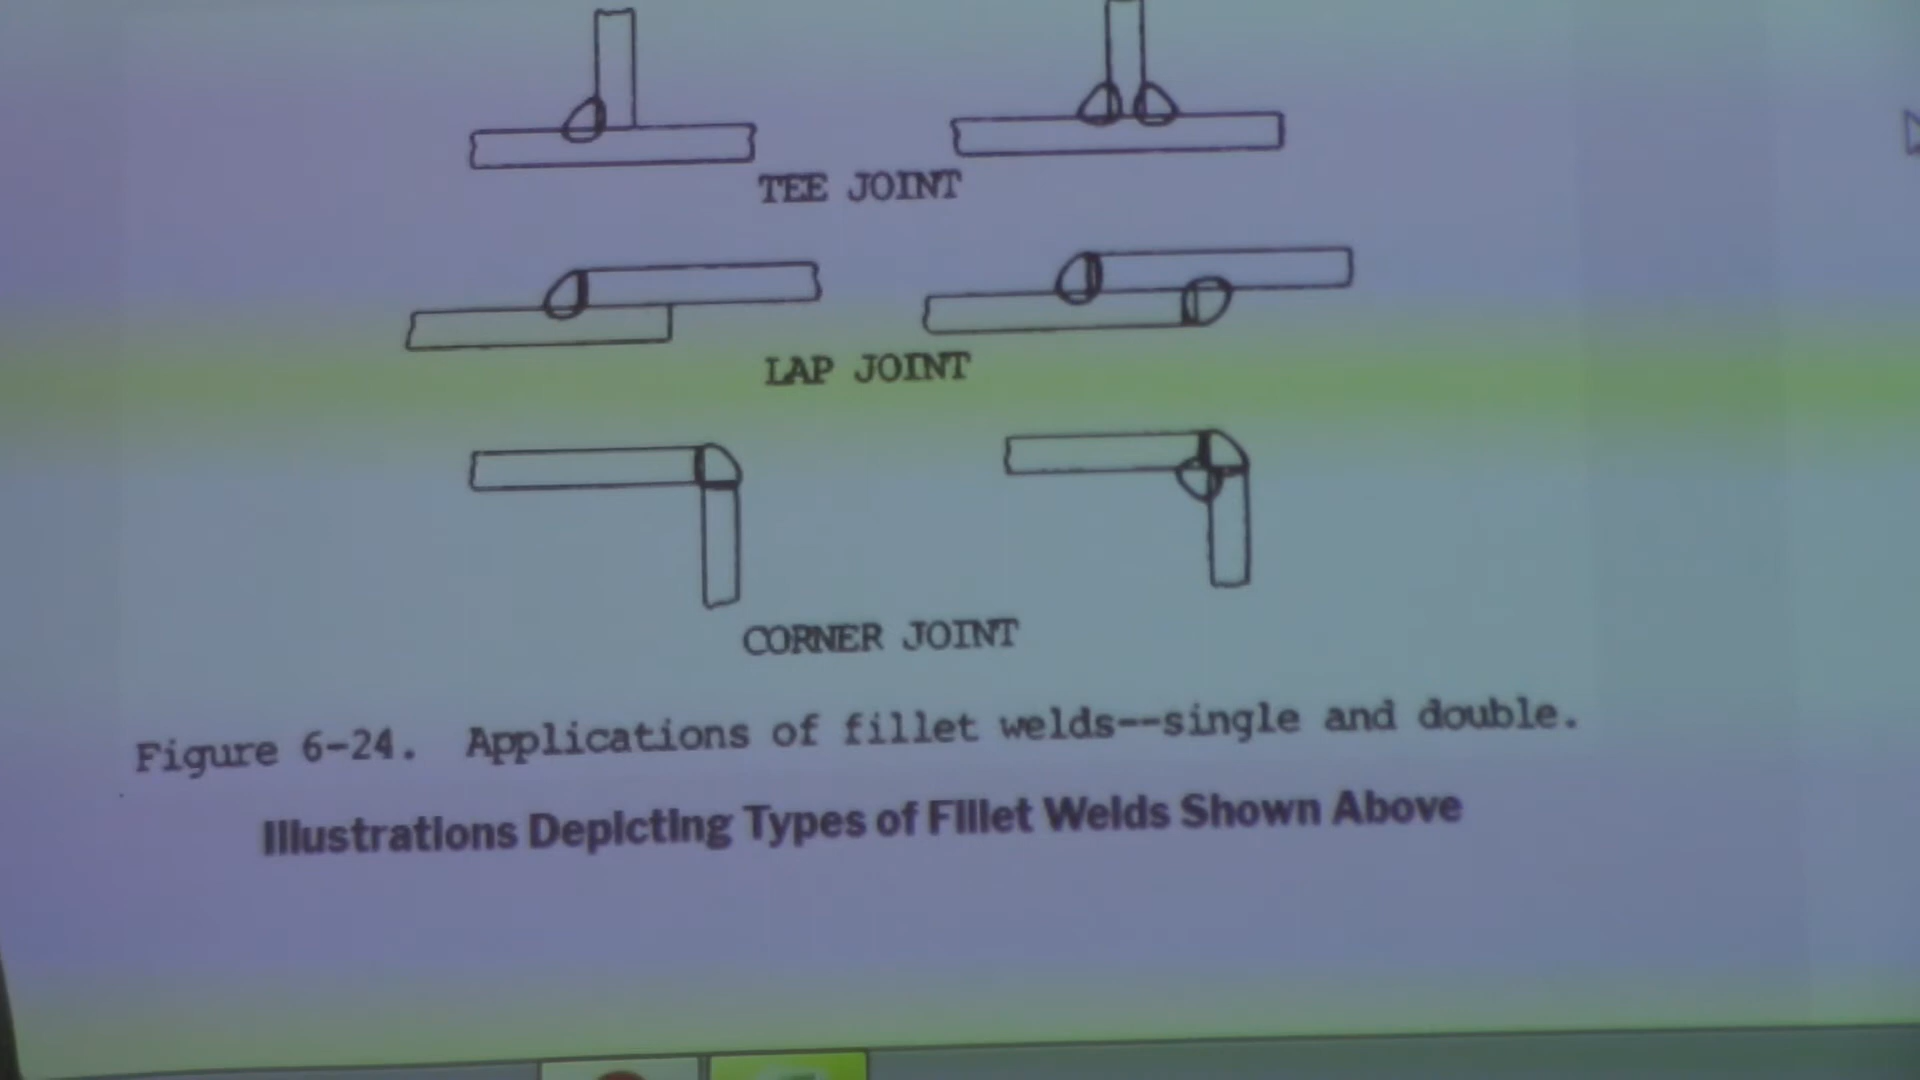 TEE JOINT
LAP JOINT
CORNER JOINT
Figure 6-24. Applications of fillet welds--single and double.
Illustrations Depicting Types of Fillet Welds Shown Above